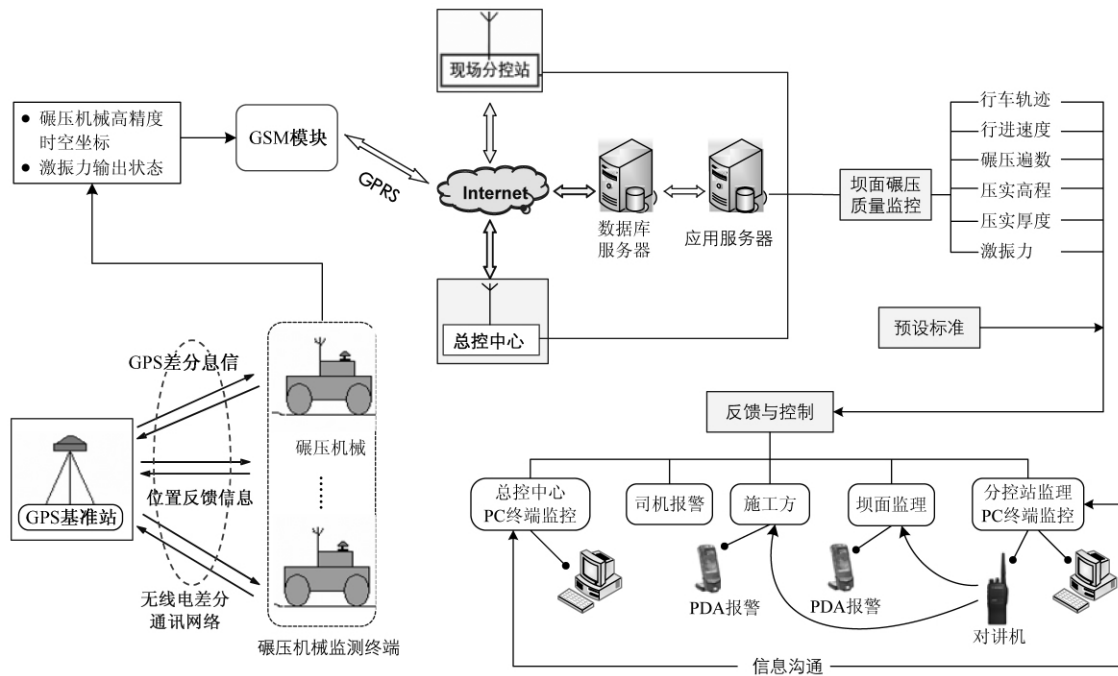 现场分控站
● 碾压机械高精度
时空坐标
● 激振力输出状态
GSM模块
GPRS
Internet
数据库
服务器
应用服务器
坝面碾压
质量监控
行车轨迹
行进速度
碾压遍数
压实高程
压实厚度
激振力
总控中心
预设标准
GPS差分息信
碾压机械
位置反馈信息
GPS基准站
无线电差分
通讯网络
碾压机械监测终端
反馈与控制
总控中心
PC终端监控
司机报警
施工方
坝面监理
分控站监理
PC终端监控
PDA报警
PDA报警
对讲机
信息沟通